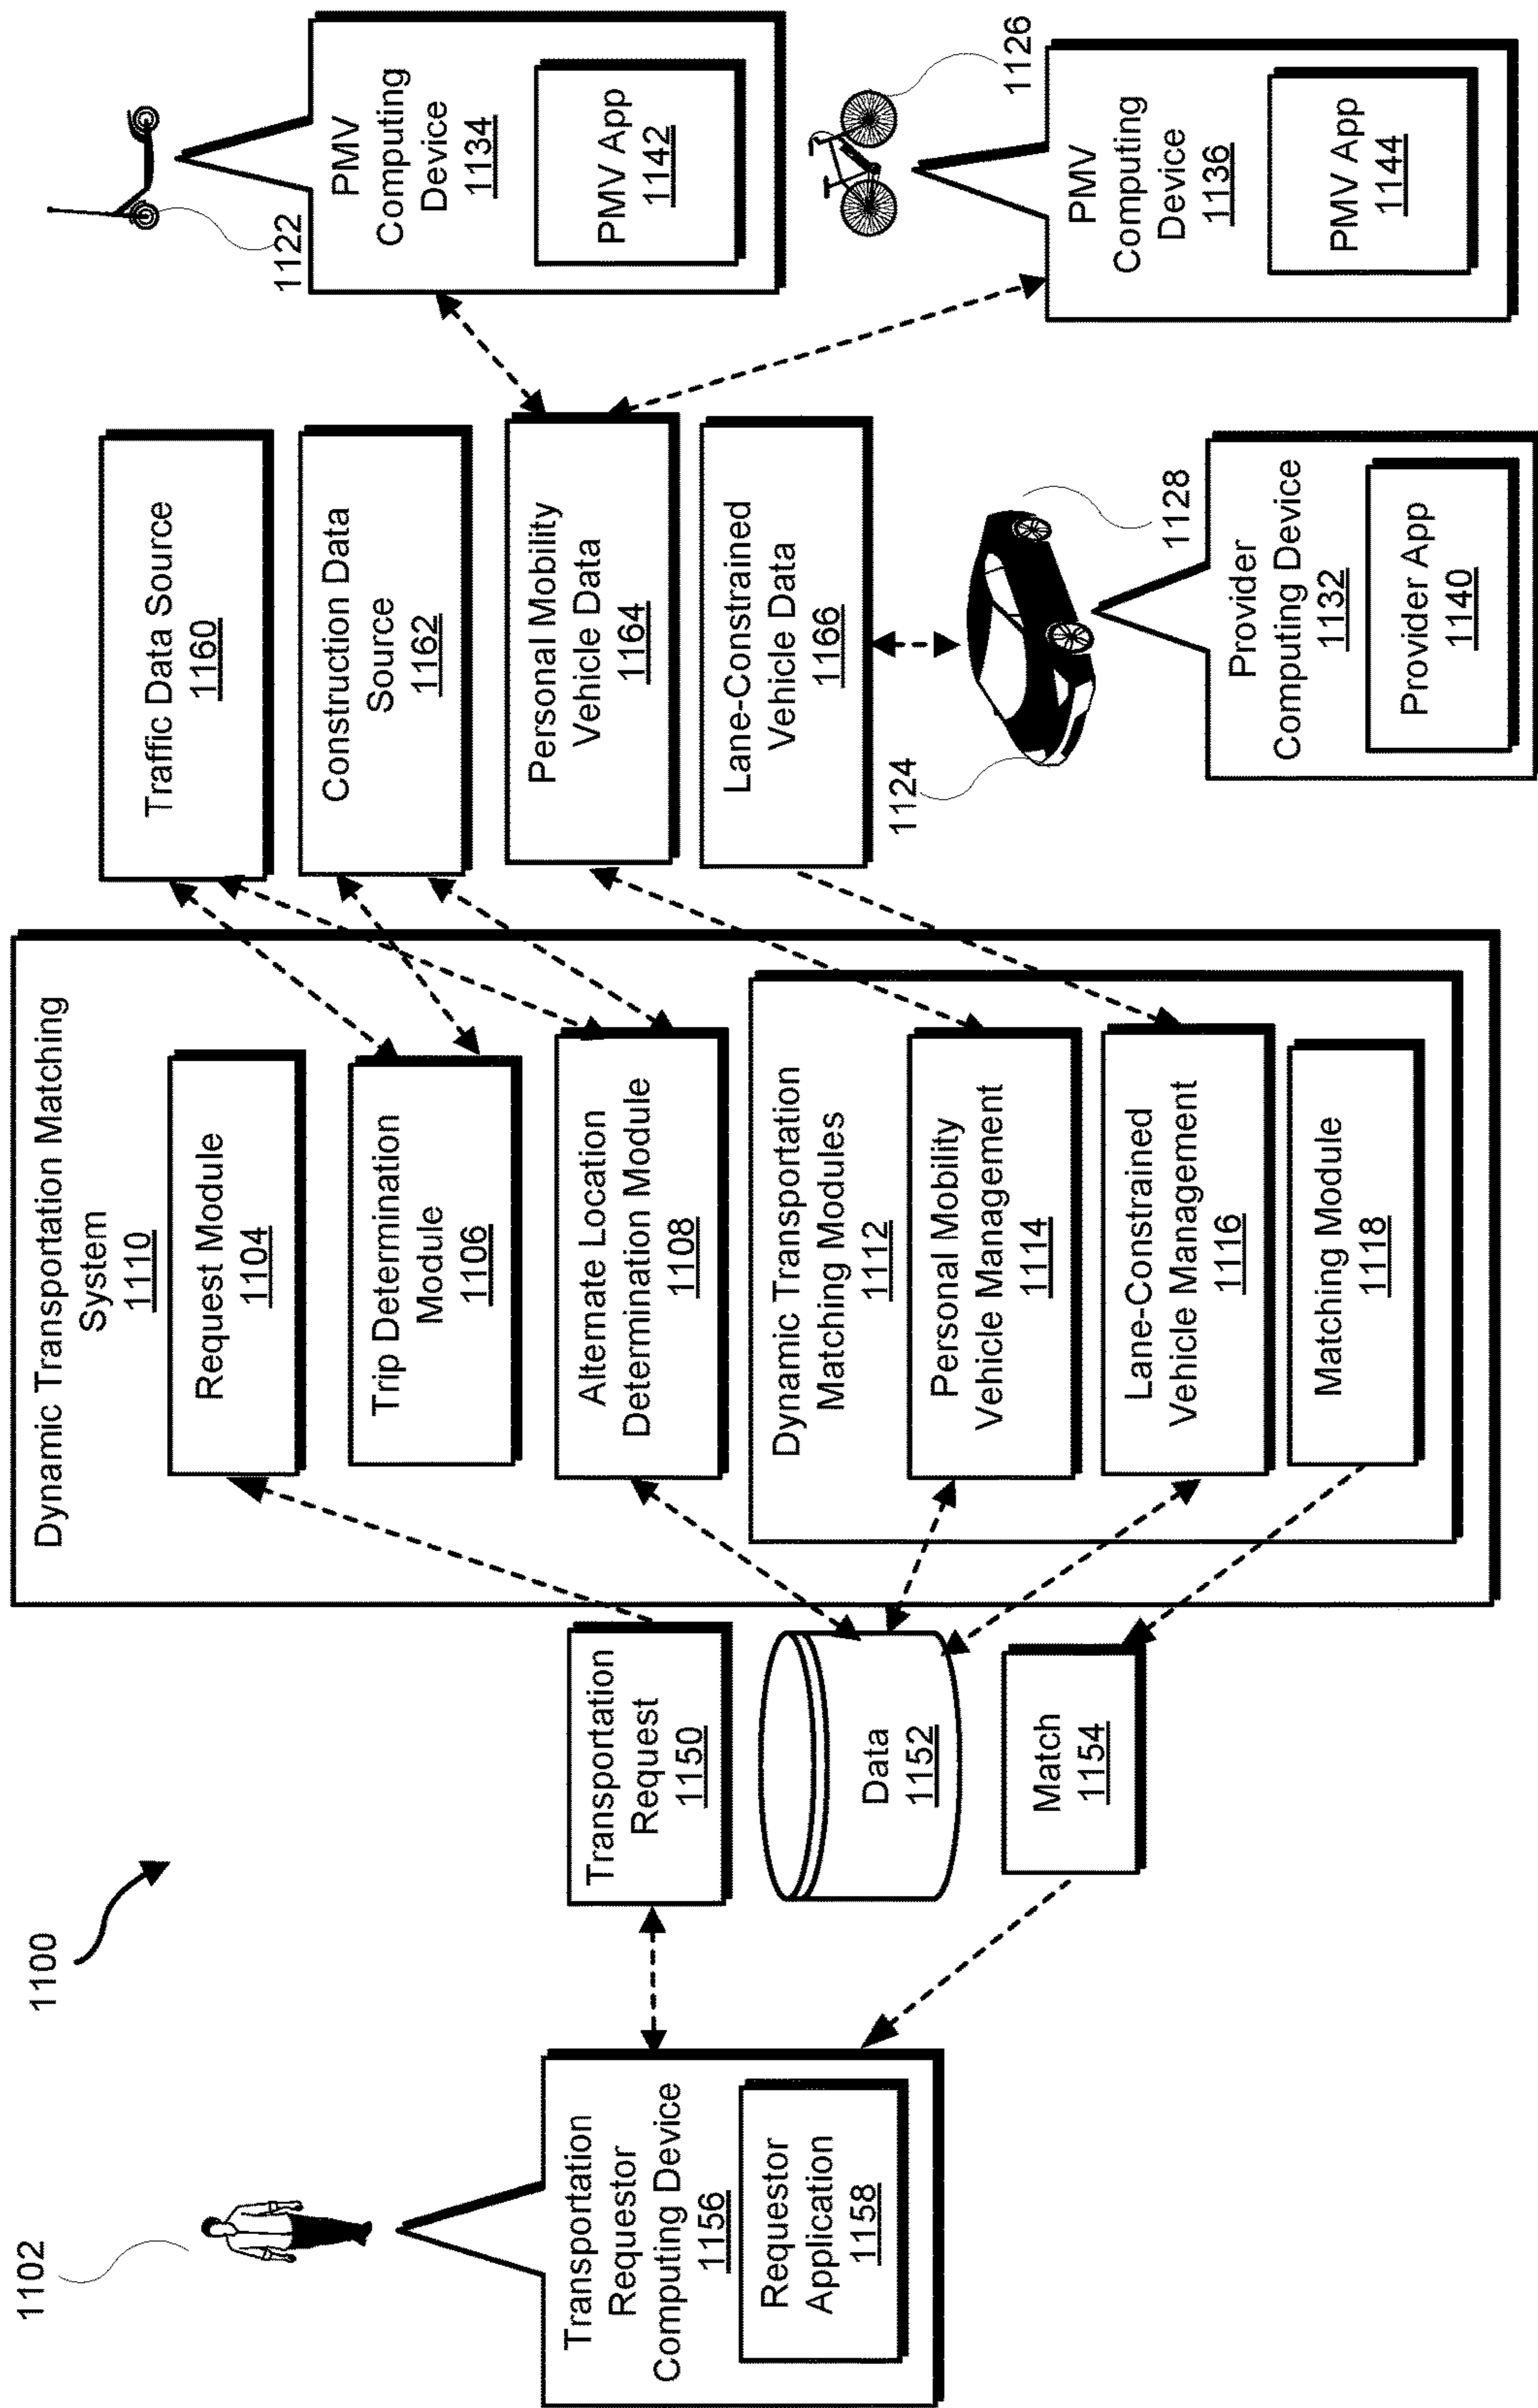 1100
1102
Transportation
Requestor
Computing Device
1156
Requestor
Application
1158
Transportation
Request
1150
Data
1152
Match
1154
Dynamic Transportation Matching
System
1110
Request Module
1104
Trip Determination
Module
1106
Alternate Location
Determination Module
1108
Dynamic Transportation
Matching Modules
1112
Personal Mobility
Vehicle Management
1114
Lane-Constrained
Vehicle Management
1116
Matching Module
1118
Traffic Data Source
1160
Construction Data
Source
1162
Personal Mobility
Vehicle Data
1164
Lane-Constrained
Vehicle Data
1166
1124
1128
Provider
Computing Device
1132
Provider App
1140
1122
PMV
Computing
Device
1134
PMV App
1142
1126
PMV
Computing
Device
1136
PMV App
1144